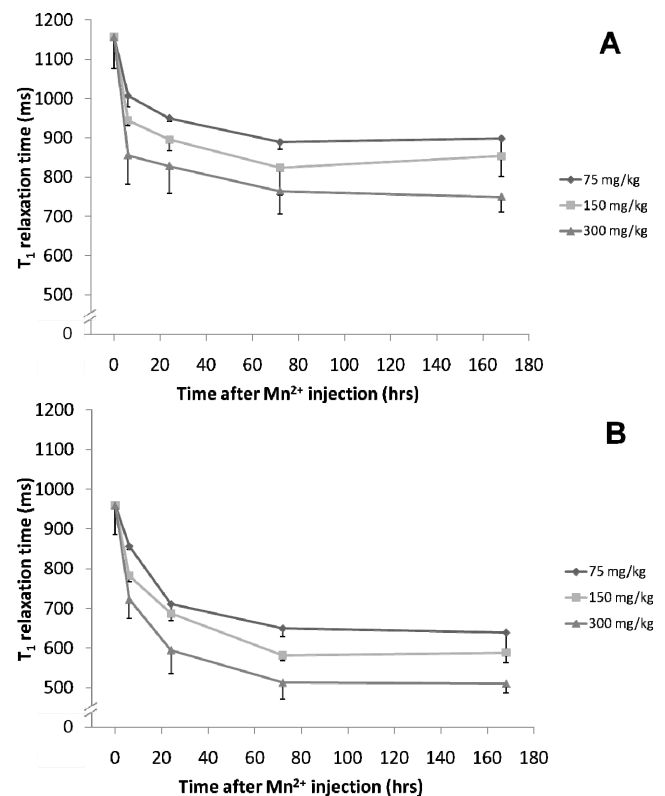 1200
1100
1000
900
800
700
600
500
0
T1 relaxation time (ms)
0 20 40 60 80 100 120 140 160 180
Time after Mn2+ injection (hrs)
A
75 mg/kg
150 mg/kg
300 mg/kg
1200
1100
1000
900
800
700
600
500
0
T1 relaxation time (ms)
0 20 40 60 80 100 120 140 160 180
Time after Mn2+ injection (hrs)
B
75 mg/kg
150 mg/kg
300 mg/kg